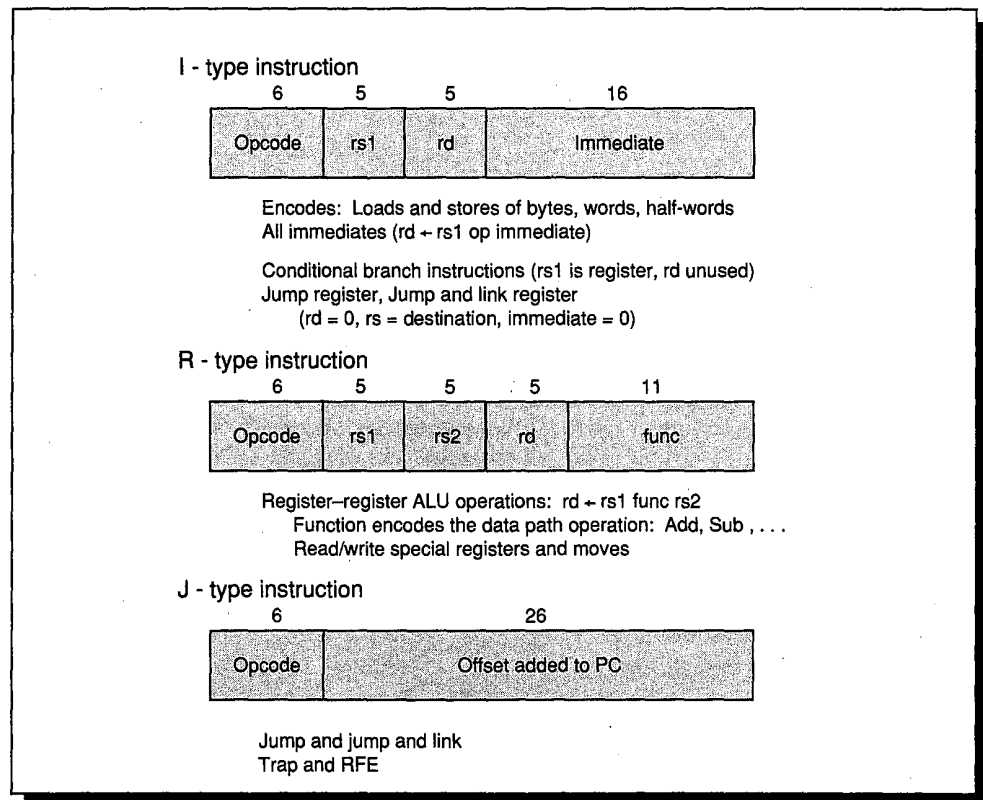 I - type instruction
6 5 5 16
Opcode rs1 rd Immediate
Encodes: Loads and stores of bytes, words, half-words
All immediates (rd ← rs1 op immediate)
Conditional branch instructions (rs1 is register, rd unused)
Jump register, Jump and link register
(rd = 0, rs = destination, immediate = 0)
R - type instruction
6 5 5 5 11
Opcode rs1 rs2 rd func
Register–register ALU operations: rd ← rs1 func rs2
Function encodes the data path operation: Add, Sub , . . .
Read/write special registers and moves
J - type instruction
6 26
Opcode Offset added to PC
Jump and jump and link
Trap and RFE